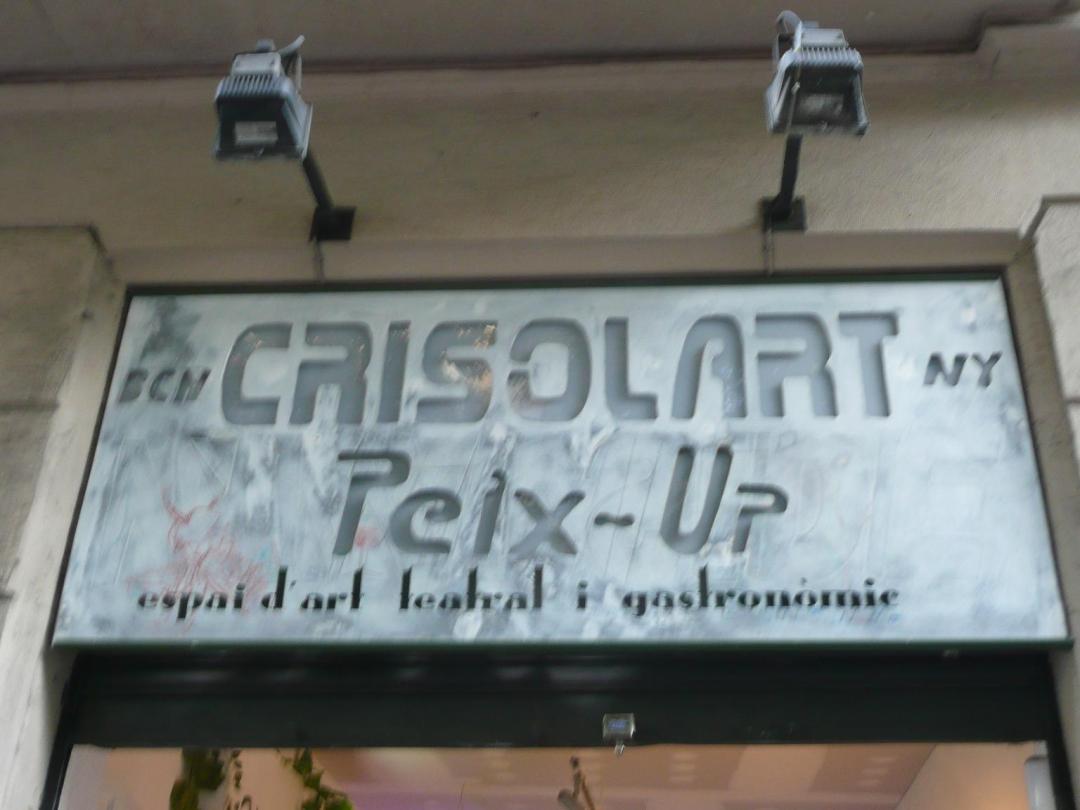 BCN CRISOLART NY
Peix-Up
espai d'art teatral i gastronòmic